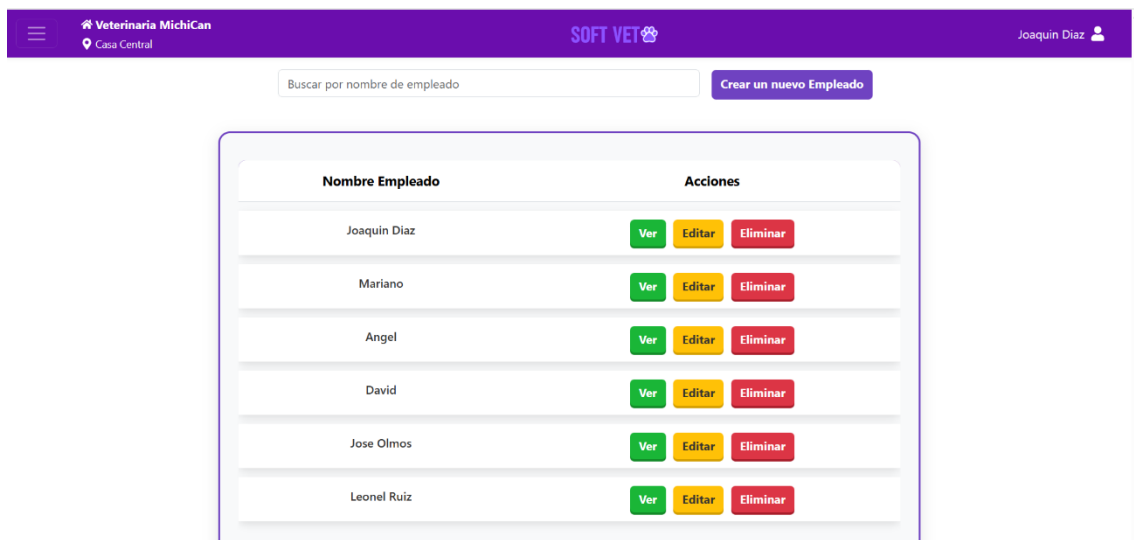 Veterinaria MichiCan
Casa Central
SOFT VET
Joaquin Diaz
Buscar por nombre de empleado
Crear un nuevo Empleado
Nombre Empleado Acciones
Joaquin Diaz Ver Editar Eliminar
Mariano Ver Editar Eliminar
Angel Ver Editar Eliminar
David Ver Editar Eliminar
Jose Olmos Ver Editar Eliminar
Leonel Ruiz Ver Editar Eliminar